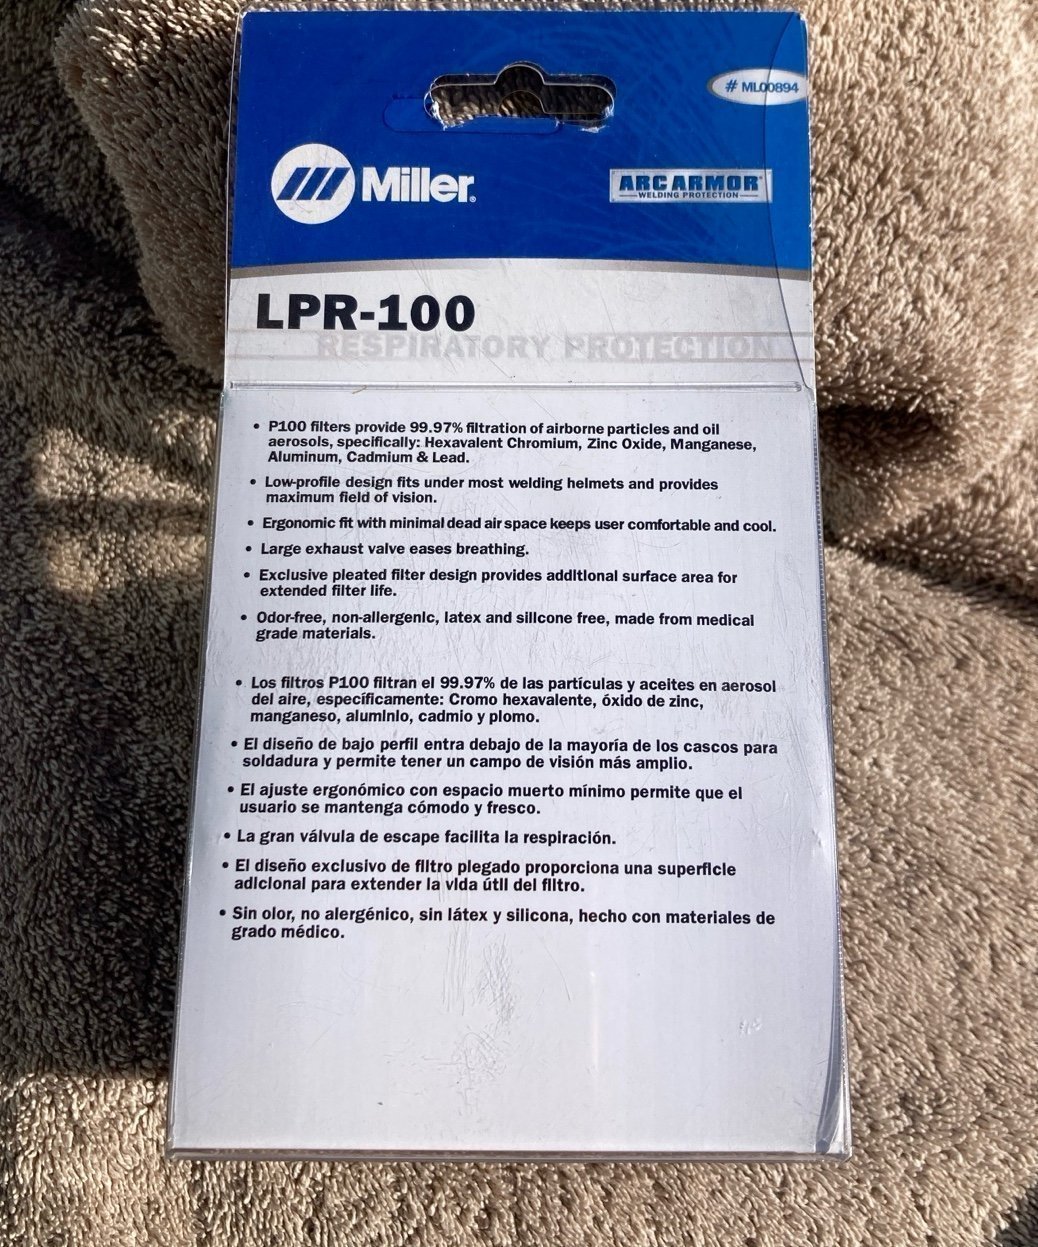 # ML00894
Miller®
ARC ARMOR®
WELDING PROTECTION
LPR-100
RESPIRATORY PROTECTION
• P100 filters provide 99.97% filtration of airborne particles and oil
aerosols, specifically: Hexavalent Chromium, Zinc Oxide, Manganese,
Aluminum, Cadmium & Lead.
• Low-profile design fits under most welding helmets and provides
maximum field of vision.
• Ergonomic fit with minimal dead air space keeps user comfortable and cool.
• Large exhaust valve eases breathing.
• Exclusive pleated filter design provides additional surface area for
extended filter life.
• Odor-free, non-allergenic, latex and silicone free, made from medical
grade materials.
• Los filtros P100 filtran el 99.97% de las partículas y aceites en aerosol
del aire, específicamente: Cromo hexavalente, óxido de zinc,
manganeso, aluminio, cadmio y plomo.
• El diseño de bajo perfil entra debajo de la mayoría de los cascos para
soldadura y permite tener un campo de visión más amplio.
• El ajuste ergonómico con espacio muerto mínimo permite que el
usuario se mantenga cómodo y fresco.
• La gran válvula de escape facilita la respiración.
• El diseño exclusivo de filtro plegado proporciona una superficie
adicional para extender la vida útil del filtro.
• Sin olor, no alergénico, sin látex y silicona, hecho con materiales de
grado médico.